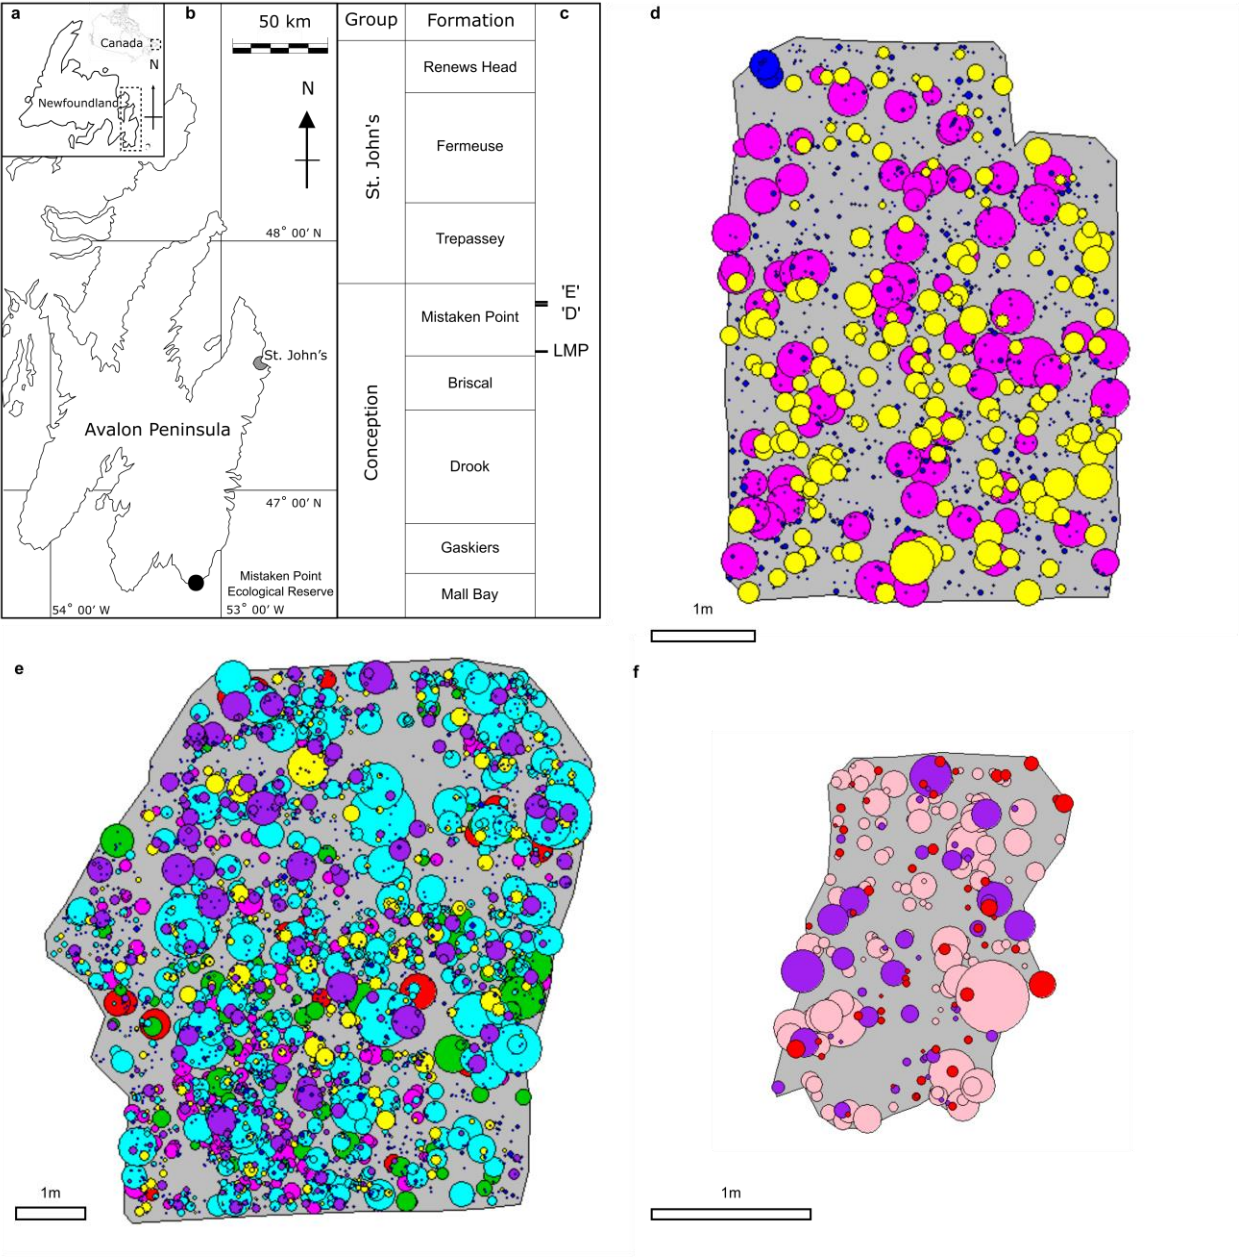 a
Canada
N
Newfoundland
b
50 km
N
48° 00’ N
St. John’s
Avalon Peninsula
47° 00’ N
Mistaken Point
Ecological Reserve
54° 00’ W
53° 00’ W
c
Group
Formation
St. John's
Renews Head
Fermeuse
Trepassey
Conception
Mistaken Point
Briscal
Drook
Gaskiers
Mall Bay
'E'
'D'
LMP
d
1m
e
1m
f
1m